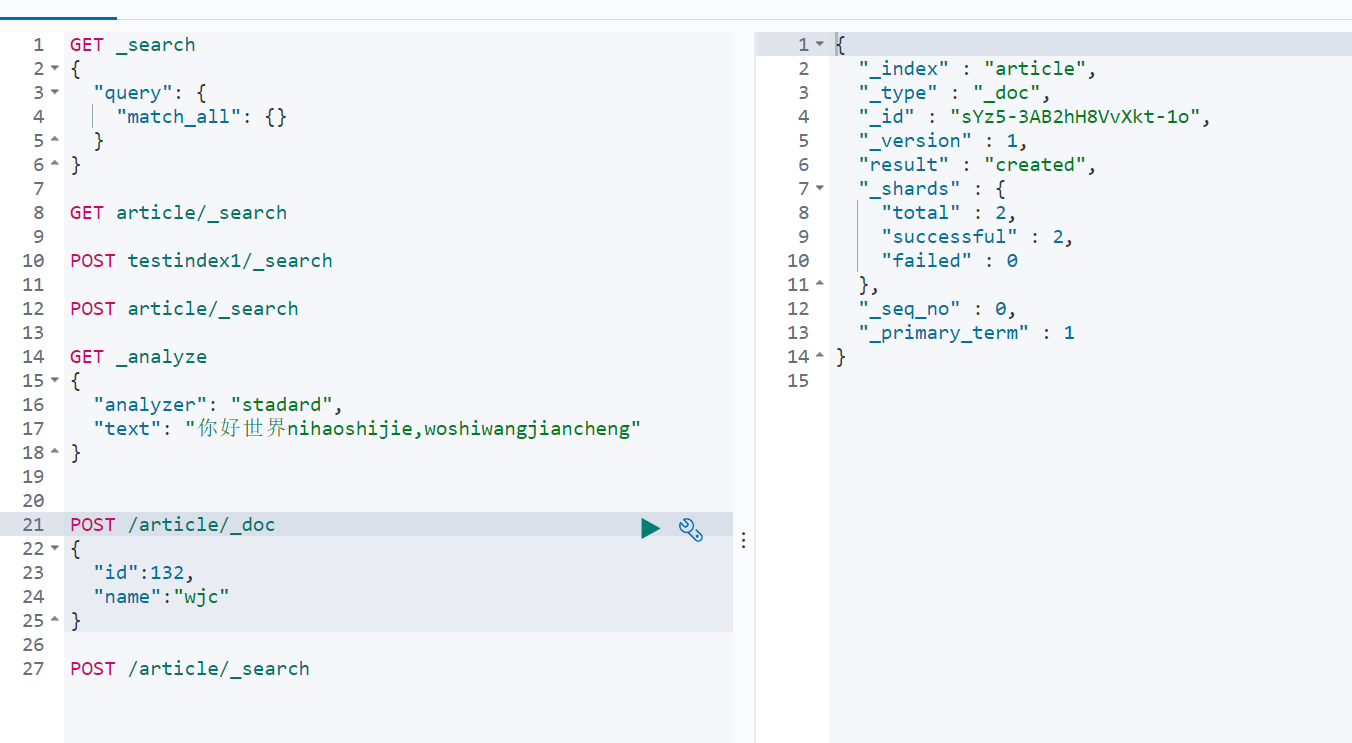 1 GET _search
2 {
3 "query": {
4 "match_all": {}
5 }
6 }
7
8 GET article/_search
9
10 POST testindex1/_search
11
12 POST article/_search
13
14 GET _analyze
15 {
16 "analyzer": "stadard",
17 "text": "你好世界nihaoshijie,woshiwangjiancheng"
18 }
19
20
21 POST /article/_doc
22 {
23 "id":132,
24 "name":"wjc"
25 }
26
27 POST /article/_search
1 {
2 "_index" : "article",
3 "_type" : "_doc",
4 "_id" : "sYz5-3AB2hH8VvXkt-1o",
5 "_version" : 1,
6 "result" : "created",
7 "_shards" : {
8 "total" : 2,
9 "successful" : 2,
10 "failed" : 0
11 },
12 "_seq_no" : 0,
13 "_primary_term" : 1
14 }
15